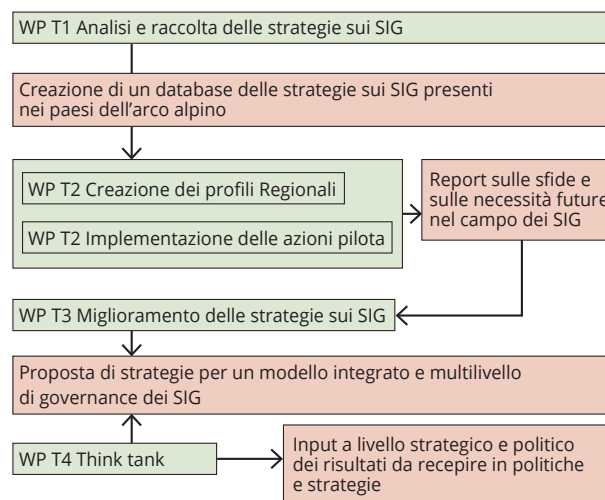 WP T1 Analisi e raccolta delle strategie sui SIG
Creazione di un database delle strategie sui SIG presenti
nei paesi dell'arco alpino
WP T2 Creazione dei profili Regionali
WP T2 Implementazione delle azioni pilota
Report sulle sfide e
sulle necessità future
nel campo dei SIG
WP T3 Miglioramento delle strategie sui SIG
Proposta di strategie per un modello integrato e multilivello
di governance dei SIG
WP T4 Think tank
Input a livello strategico e politico
dei risultati da recepire in politiche
e strategie